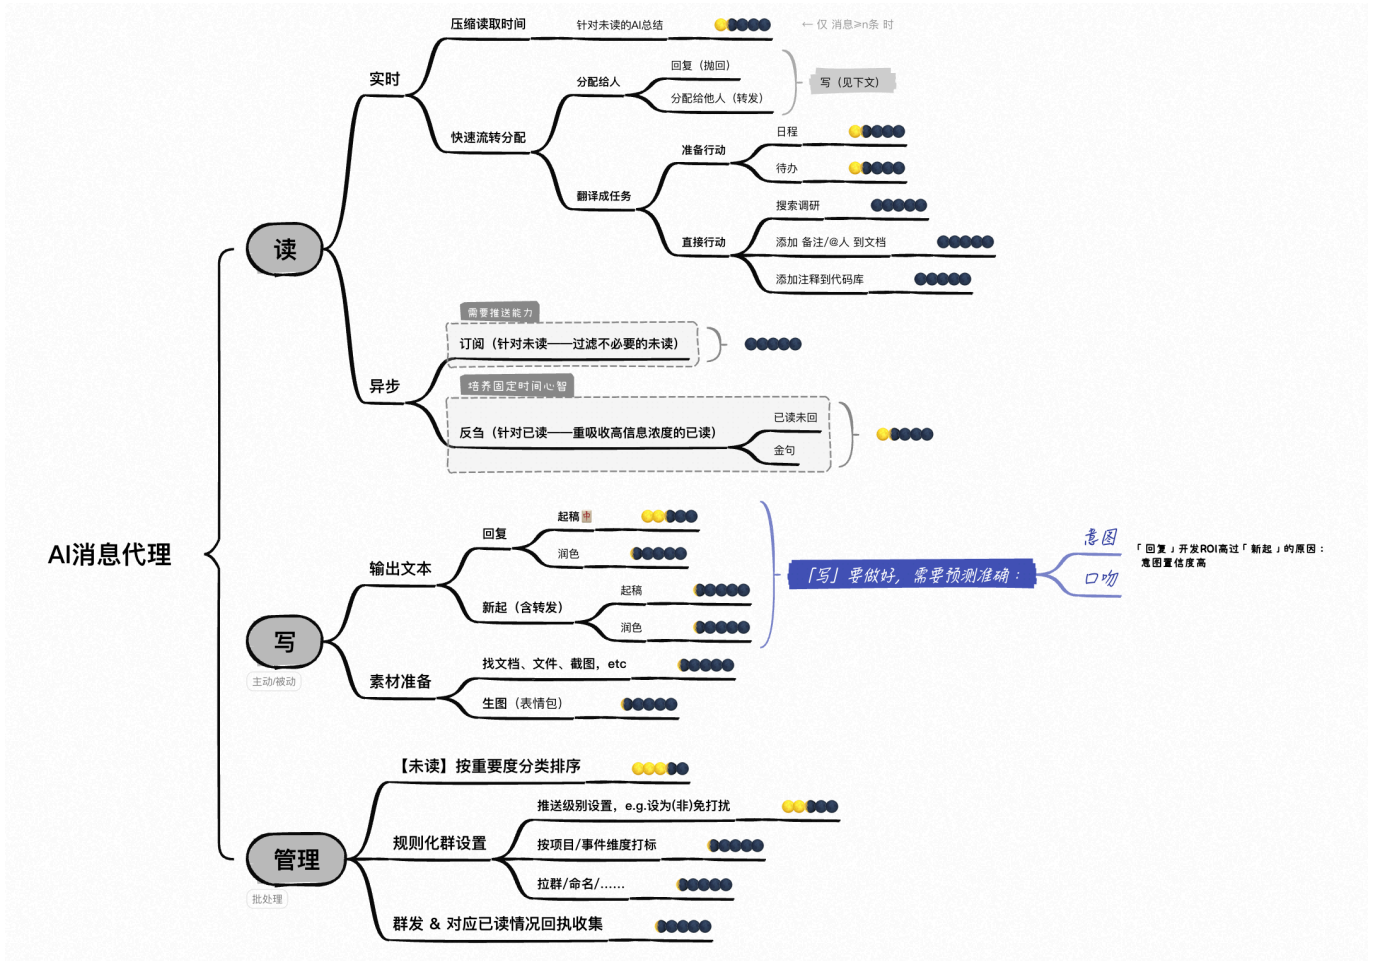 AI消息代理
读
实时
压缩读取时间
针对未读的AI总结
← 仅 消息≥n条 时
快速流转分配
分配给人
回复（抛回）
分配给他人（转发）
写（见下文）
翻译成任务
准备行动
日程
待办
直接行动
搜索调研
添加 备注/@人 到文档
添加注释到代码库
异步
需要推送能力
订阅（针对未读——过滤不必要的未读）
培养固定时间心智
反刍（针对已读——重吸收高信息浓度的已读）
已读未回
金句
写
主动/被动
输出文本
回复
起稿🀄
润色
新起（含转发）
起稿
润色
「写」要做好，需要预测准确：
意图
口吻
「回复」开发ROI高过「新起」的原因：
意图置信度高
素材准备
找文档、文件、截图，etc
生图（表情包）
管理
批处理
【未读】按重要度分类排序
规则化群设置
推送级别设置，e.g.设为(非)免打扰
按项目/事件维度打标
拉群/命名/……
群发 & 对应已读情况回执收集